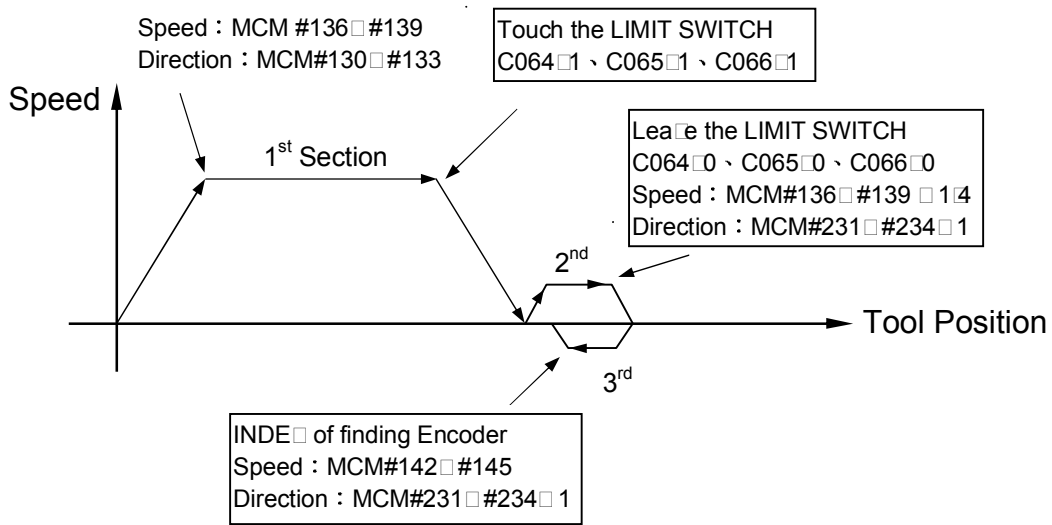 Speed：MCM #136□ #139
Direction：MCM#130□ #133
Touch the LIMIT SWITCH
C064□1、C065□1、C066□1
Speed
1st Section
Lea□e the LIMIT SWITCH
C064□0、C065□0、C066□0
Speed：MCM#136□ #139 □ 1□4
Direction：MCM#231□ #234□ 1
2nd
Tool Position
3rd
INDE□ of finding Encoder
Speed：MCM#142□ #145
Direction：MCM#231□ #234□ 1